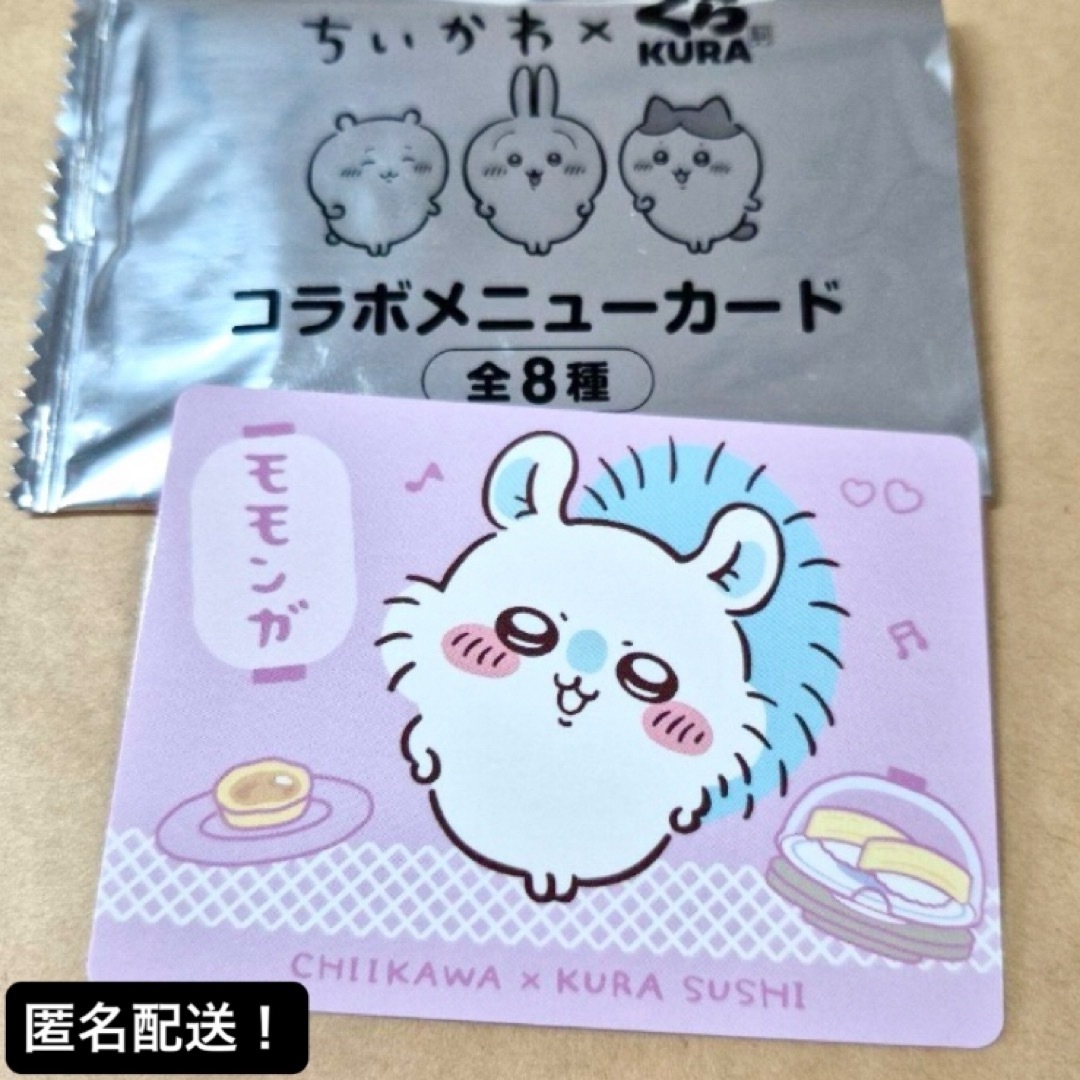 ちいかわ×くら
KURA
コラボメニューカード
全8種
モモンガ
CHIIKAWA × KURA SUSHI
匿名配送！